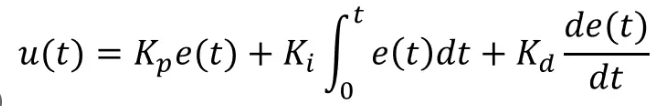 u(t) = K_p e(t) + K_i ∫_0^t e(t)dt + K_d de(t)/dt